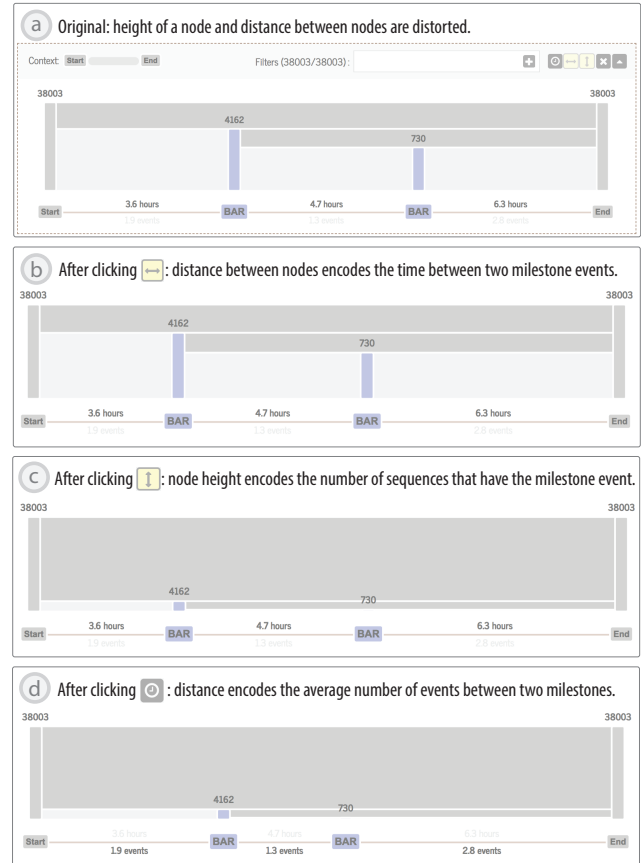 a Original: height of a node and distance between nodes are distorted.
Context: Start End Filters (38003/38003) :
38003 38003
4162
730
3.6 hours 4.7 hours 6.3 hours
Start BAR BAR End
1.9 events 1.3 events 2.8 events
b After clicking ↔ : distance between nodes encodes the time between two milestone events.
38003 38003
4162
730
3.6 hours 4.7 hours 6.3 hours
Start BAR BAR End
1.9 events 1.3 events 2.8 events
c After clicking ↕ : node height encodes the number of sequences that have the milestone event.
38003 38003
4162
730
3.6 hours 4.7 hours 6.3 hours
Start BAR BAR End
1.9 events 1.3 events 2.8 events
d After clicking : distance encodes the average number of events between two milestones.
38003 38003
4162
730
3.6 hours 4.7 hours 6.3 hours
Start BAR BAR End
1.9 events 1.3 events 2.8 events